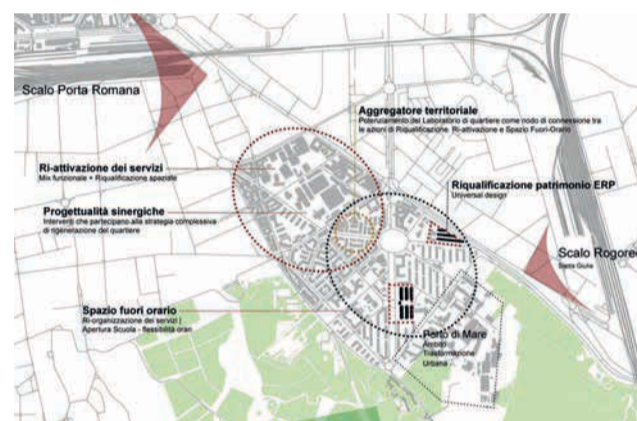 Scalo Porta Romana
Aggregatore territoriale
Potenziamento del Laboratorio di quartiere come nodo di connessione tra
le azioni di Riqualificazione Ri-attivazione e Spazio Fuori-Orario
Ri-attivazione dei servizi
Mix funzionale + Riqualificazione spaziale
Riqualificazione patrimonio ERP
Universal design
Progettualità sinergiche
Interventi che partecipano alla strategia complessiva
di rigenerazione del quartiere
Scalo Rogoredo
Santa Giulia
Spazio fuori orario
Ri-organizzazione dei servizi |
Apertura Scuola - flessibilità orari
Porto di Mare
Ambito
Trasformazione
Urbana